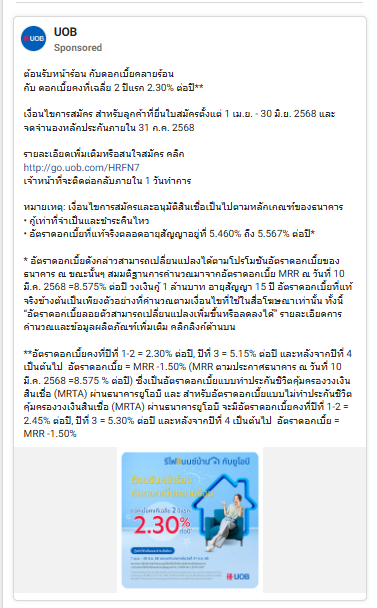 UOB
Sponsored
ต้อนรับหน้าร้อน กับดอกเบี้ยคลายร้อน
กับ ดอกเบี้ยคงที่เฉลี่ย 2 ปีแรก 2.30% ต่อปี**
เงื่อนไขการสมัคร สำหรับลูกค้าที่ยื่นใบสมัครตั้งแต่ 1 เม.ย. - 30 มิ.ย. 2568 และ
จดจำนองหลักประกันภายใน 31 ก.ค. 2568
รายละเอียดเพิ่มเติมหรือสนใจสมัคร คลิก
http://go.uob.com/HRFN7
เจ้าหน้าที่จะติดต่อกลับภายใน 1 วันทำการ
หมายเหตุ: เงื่อนไขการสมัครและอนุมัติสินเชื่อเป็นไปตามหลักเกณฑ์ของธนาคาร
• กู้เท่าที่จำเป็นและชำระคืนไหว
• อัตราดอกเบี้ยที่แท้จริงตลอดอายุสัญญาอยู่ที่ 5.460% ถึง 5.567% ต่อปี*
* อัตราดอกเบี้ยดังกล่าวสามารถเปลี่ยนแปลงได้ตามโปรโมชันอัตราดอกเบี้ยของ
ธนาคาร ณ ขณะนั้นๆ สมมติฐานการคำนวณมาจากอัตราดอกเบี้ย MRR ณ วันที่ 10
มี.ค. 2568 =8.575% ต่อปี วงเงินกู้ 1 ล้านบาท อายุสัญญา 15 ปี อัตราดอกเบี้ยที่แท้
จริงข้างต้นเป็นเพียงตัวอย่างที่คำนวณตามเงื่อนไขที่ใช้ในสื่อโฆษณาเท่านั้น ทั้งนี้
"อัตราดอกเบี้ยลอยตัวสามารถเปลี่ยนแปลงเพิ่มขึ้นหรือลดลงได้" รายละเอียดการ
คำนวณและข้อมูลผลิตภัณฑ์เพิ่มเติม คลิกลิงค์ด้านบน
**อัตราดอกเบี้ยคงที่ปีที่ 1-2 = 2.30% ต่อปี, ปีที่ 3 = 5.15% ต่อปี และหลังจากปีที่ 4
เป็นต้นไป อัตราดอกเบี้ย = MRR -1.50% (MRR ตามประกาศธนาคาร ณ วันที่ 10
มี.ค. 2568 =8.575 % ต่อปี) ซึ่งเป็นอัตราดอกเบี้ยแบบทำประกันชีวิตคุ้มครองวงเงิน
สินเชื่อ (MRTA) ผ่านธนาคารยูโอบี และ สำหรับอัตราดอกเบี้ยแบบไม่ทำประกันชีวิต
คุ้มครองวงเงินสินเชื่อ (MRTA) ผ่านธนาคารยูโอบี จะมีอัตราดอกเบี้ยคงที่ปีที่ 1-2 =
2.45% ต่อปี, ปีที่ 3 = 5.30% ต่อปี และหลังจากปีที่ 4 เป็นต้นไป อัตราดอกเบี้ย =
MRR -1.50%
รีไฟแนนซ์บ้าน กับยูโอบี
ต้อนรับหน้าร้อน
ดอกเบี้ยคงที่เฉลี่ย 2 ปีแรก
2.30% ต่อปี
UOB